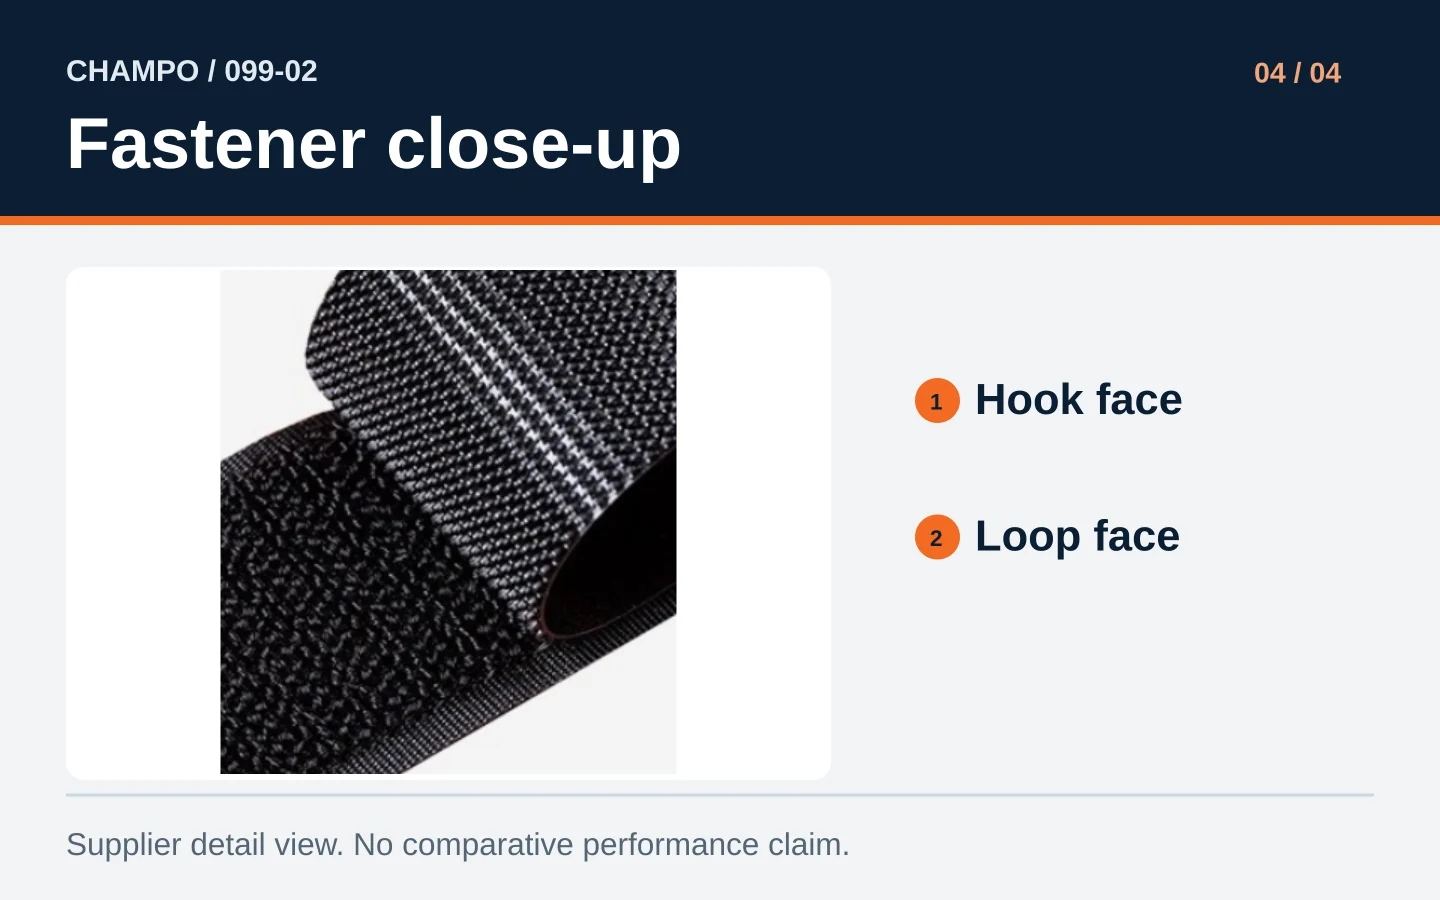 CHAMPO / 099-02
04 / 04
Fastener close-up
1 Hook face
2 Loop face
Supplier detail view. No comparative performance claim.